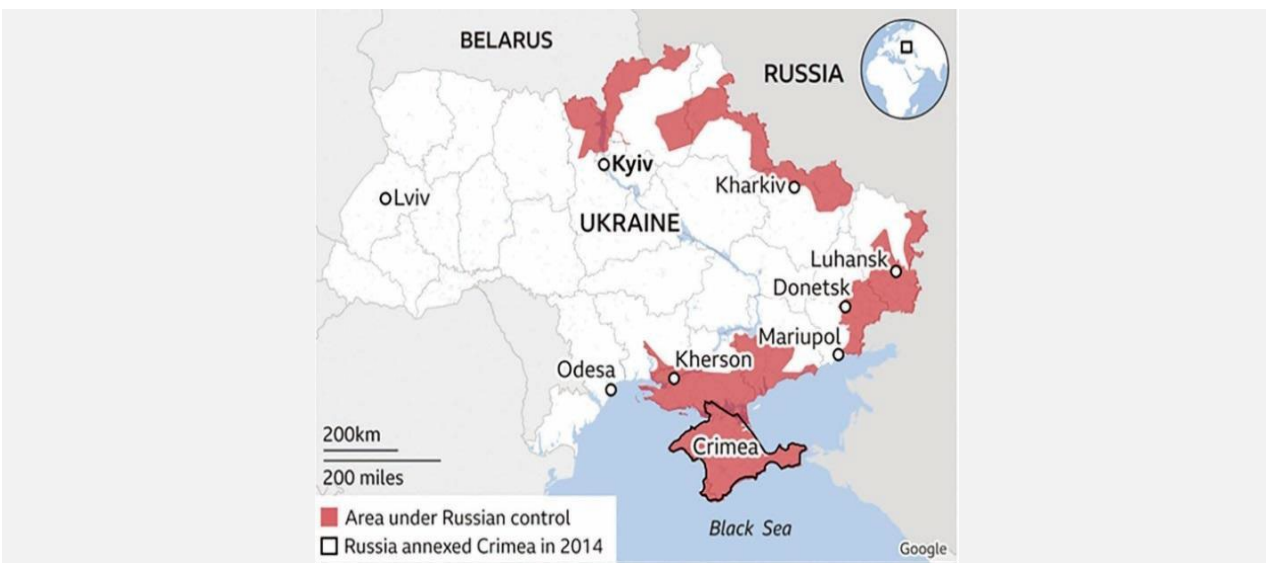 BELARUS
RUSSIA
Kyiv
Kharkiv
Lviv
UKRAINE
Luhansk
Donetsk
Mariupol
Kherson
Odesa
Crimea
200km
200 miles
Black Sea
Area under Russian control
Russia annexed Crimea in 2014
Google